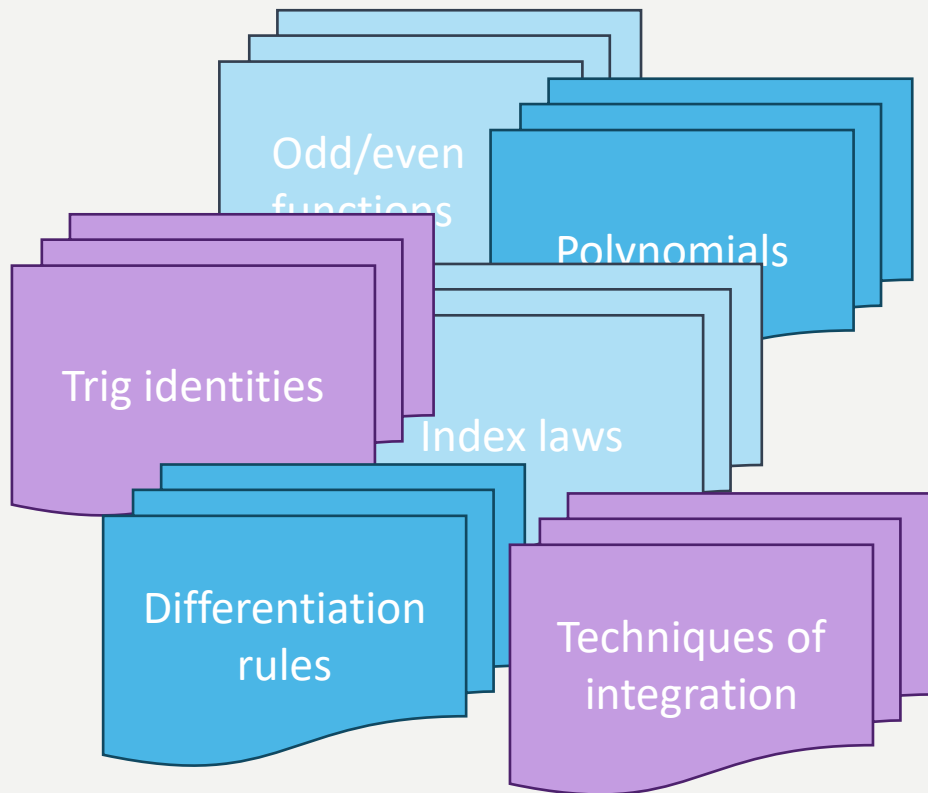 Odd/even
functions
Polynomials
Trig identities
Index laws
Differentiation
rules
Techniques of
integration